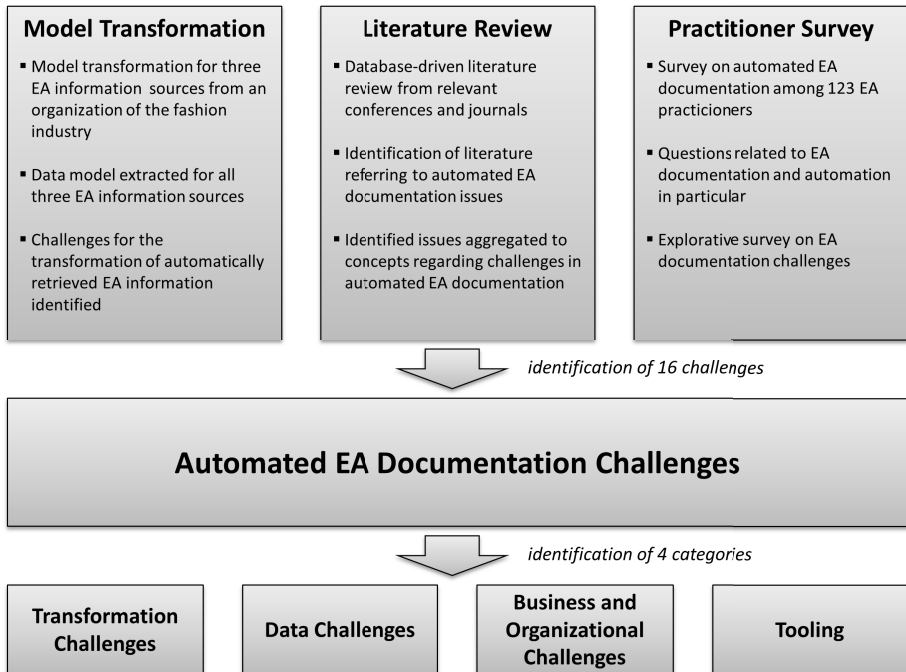 Model Transformation
▪ Model transformation for three
EA information sources from an
organization of the fashion
industry
▪ Data model extracted for all
three EA information sources
▪ Challenges for the
transformation of automatically
retrieved EA information
identified
Literature Review
▪ Database-driven literature
review from relevant
conferences and journals
▪ Identification of literature
referring to automated EA
documentation issues
▪ Identified issues aggregated to
concepts regarding challenges in
automated EA documentation
Practitioner Survey
▪ Survey on automated EA
documentation among 123 EA
practicioners
▪ Questions related to EA
documentation and automation
in particular
▪ Explorative survey on EA
documentation challenges
identification of 16 challenges
Automated EA Documentation Challenges
identification of 4 categories
Transformation
Challenges
Data Challenges
Business and
Organizational
Challenges
Tooling